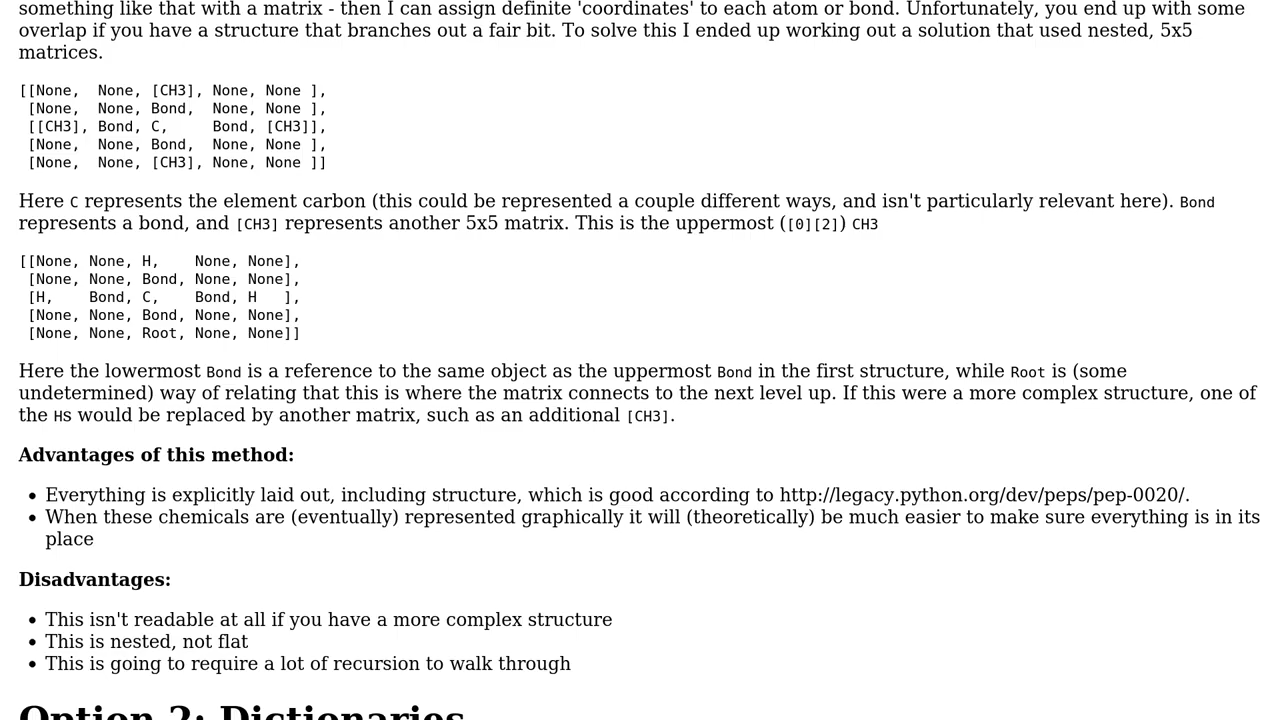 something like that with a matrix - then I can assign definite 'coordinates' to each atom or bond. Unfortunately, you end up with some
overlap if you have a structure that branches out a fair bit. To solve this I ended up working out a solution that used nested, 5x5
matrices.
[[None,  None, [CH3], None, None ],
 [None,  None, Bond,  None, None ],
 [[CH3], Bond, C,     Bond, [CH3]],
 [None,  None, Bond,  None, None ],
 [None,  None, [CH3], None, None ]]
Here C represents the element carbon (this could be represented a couple different ways, and isn't particularly relevant here). Bond
represents a bond, and [CH3] represents another 5x5 matrix. This is the uppermost ([0][2]) CH3
[[None, None, H,    None, None],
 [None, None, Bond, None, None],
 [H,    Bond, C,    Bond, H   ],
 [None, None, Bond, None, None],
 [None, None, Root, None, None]]
Here the lowermost Bond is a reference to the same object as the uppermost Bond in the first structure, while Root is (some
undetermined) way of relating that this is where the matrix connects to the next level up. If this were a more complex structure, one of
the Hs would be replaced by another matrix, such as an additional [CH3].
Advantages of this method:
• Everything is explicitly laid out, including structure, which is good according to http://legacy.python.org/dev/peps/pep-0020/.
• When these chemicals are (eventually) represented graphically it will (theoretically) be much easier to make sure everything is in its
place
Disadvantages:
• This isn't readable at all if you have a more complex structure
• This is nested, not flat
• This is going to require a lot of recursion to walk through
Option 2: Dictionaries